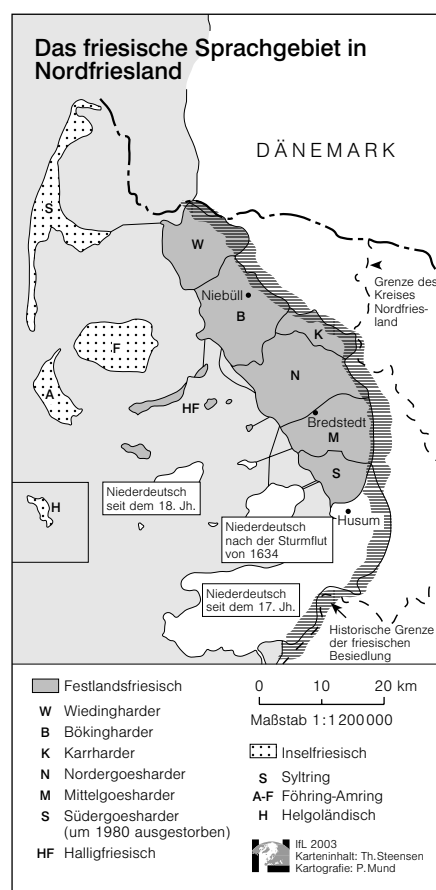 Das friesische Sprachgebiet in
Nordfriesland
DÄNEMARK
S
W
Niebüll
B
Grenze des
Kreises
Nordfries-
land
K
F
N
A
HF
Bredstedt
M
S
H
Niederdeutsch
seit dem 18. Jh.
Niederdeutsch
nach der Sturmflut
von 1634
Husum
Niederdeutsch
seit dem 17. Jh.
Historische Grenze
der friesischen
Besiedlung
Festlandsfriesisch
W Wiedingharder
B Bökingharder
K Karrharder
N Nordergoesharder
M Mittelgoesharder
S Südergoesharder
(um 1980 ausgestorben)
HF Halligfriesisch
0 10 20 km
Maßstab 1:1200000
Inselfriesisch
S Syltring
A-F Föhring-Amring
H Helgoländisch
IfL 2003
Karteninhalt: Th.Steensen
Kartografie: P.Mund